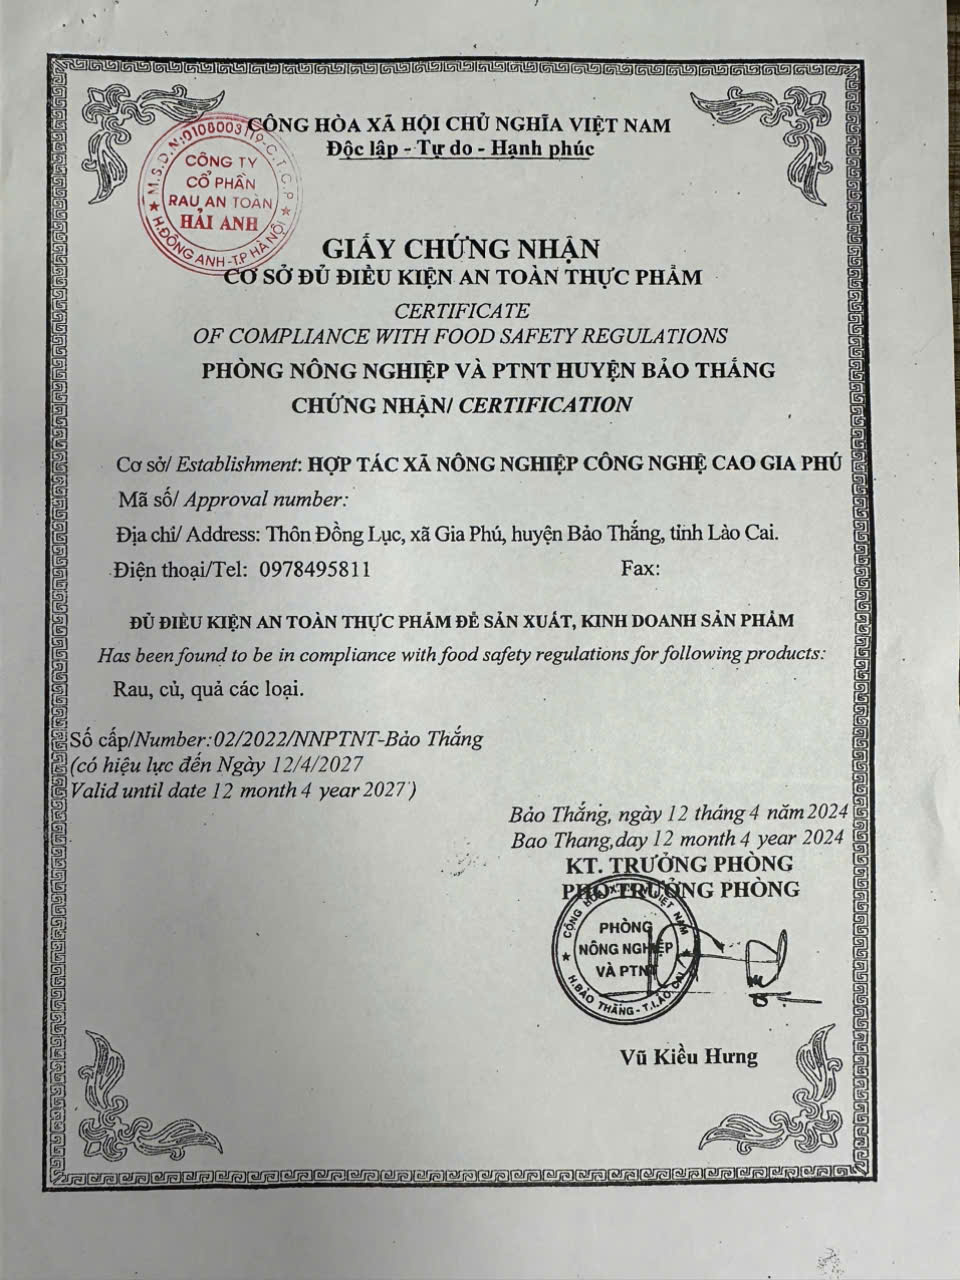 CỘNG HÒA XÃ HỘI CHỦ NGHĨA VIỆT NAM
Độc lập - Tự do - Hạnh phúc
M.S.D.N:0106003719-C.T.C.P
CÔNG TY
CỔ PHẦN
RAU AN TOÀN
HẢI ANH
H.ĐÔNG ANH-T.P HÀ NỘI
GIẤY CHỨNG NHẬN
CƠ SỞ ĐỦ ĐIỀU KIỆN AN TOÀN THỰC PHẨM
CERTIFICATE
OF COMPLIANCE WITH FOOD SAFETY REGULATIONS
PHÒNG NÔNG NGHIỆP VÀ PTNT HUYỆN BẢO THẮNG
CHỨNG NHẬN/ CERTIFICATION
Cơ sở/ Establishment: HỢP TÁC XÃ NÔNG NGHIỆP CÔNG NGHỆ CAO GIA PHÚ
Mã số/ Approval number:
Địa chỉ/ Address: Thôn Đồng Lục, xã Gia Phú, huyện Bảo Thắng, tỉnh Lào Cai.
Điện thoại/Tel: 0978495811 Fax:
ĐỦ ĐIỀU KIỆN AN TOÀN THỰC PHẨM ĐỂ SẢN XUẤT, KINH DOANH SẢN PHẨM
Has been found to be in compliance with food safety regulations for following products:
Rau, củ, quả các loại.
Số cấp/Number:02/2022/NNPTNT-Bảo Thắng
(có hiệu lực đến Ngày 12/4/2027
Valid until date 12 month 4 year 2027)
Bảo Thắng, ngày 12 tháng 4 năm 2024
Bao Thang,day 12 month 4 year 2024
KT. TRƯỞNG PHÒNG
PHÓ TRƯỞNG PHÒNG
PHÒNG
NÔNG NGHIỆP
VÀ PTNT
H.BẢO THẮNG - T.LÀO CAI
Vũ Kiều Hưng